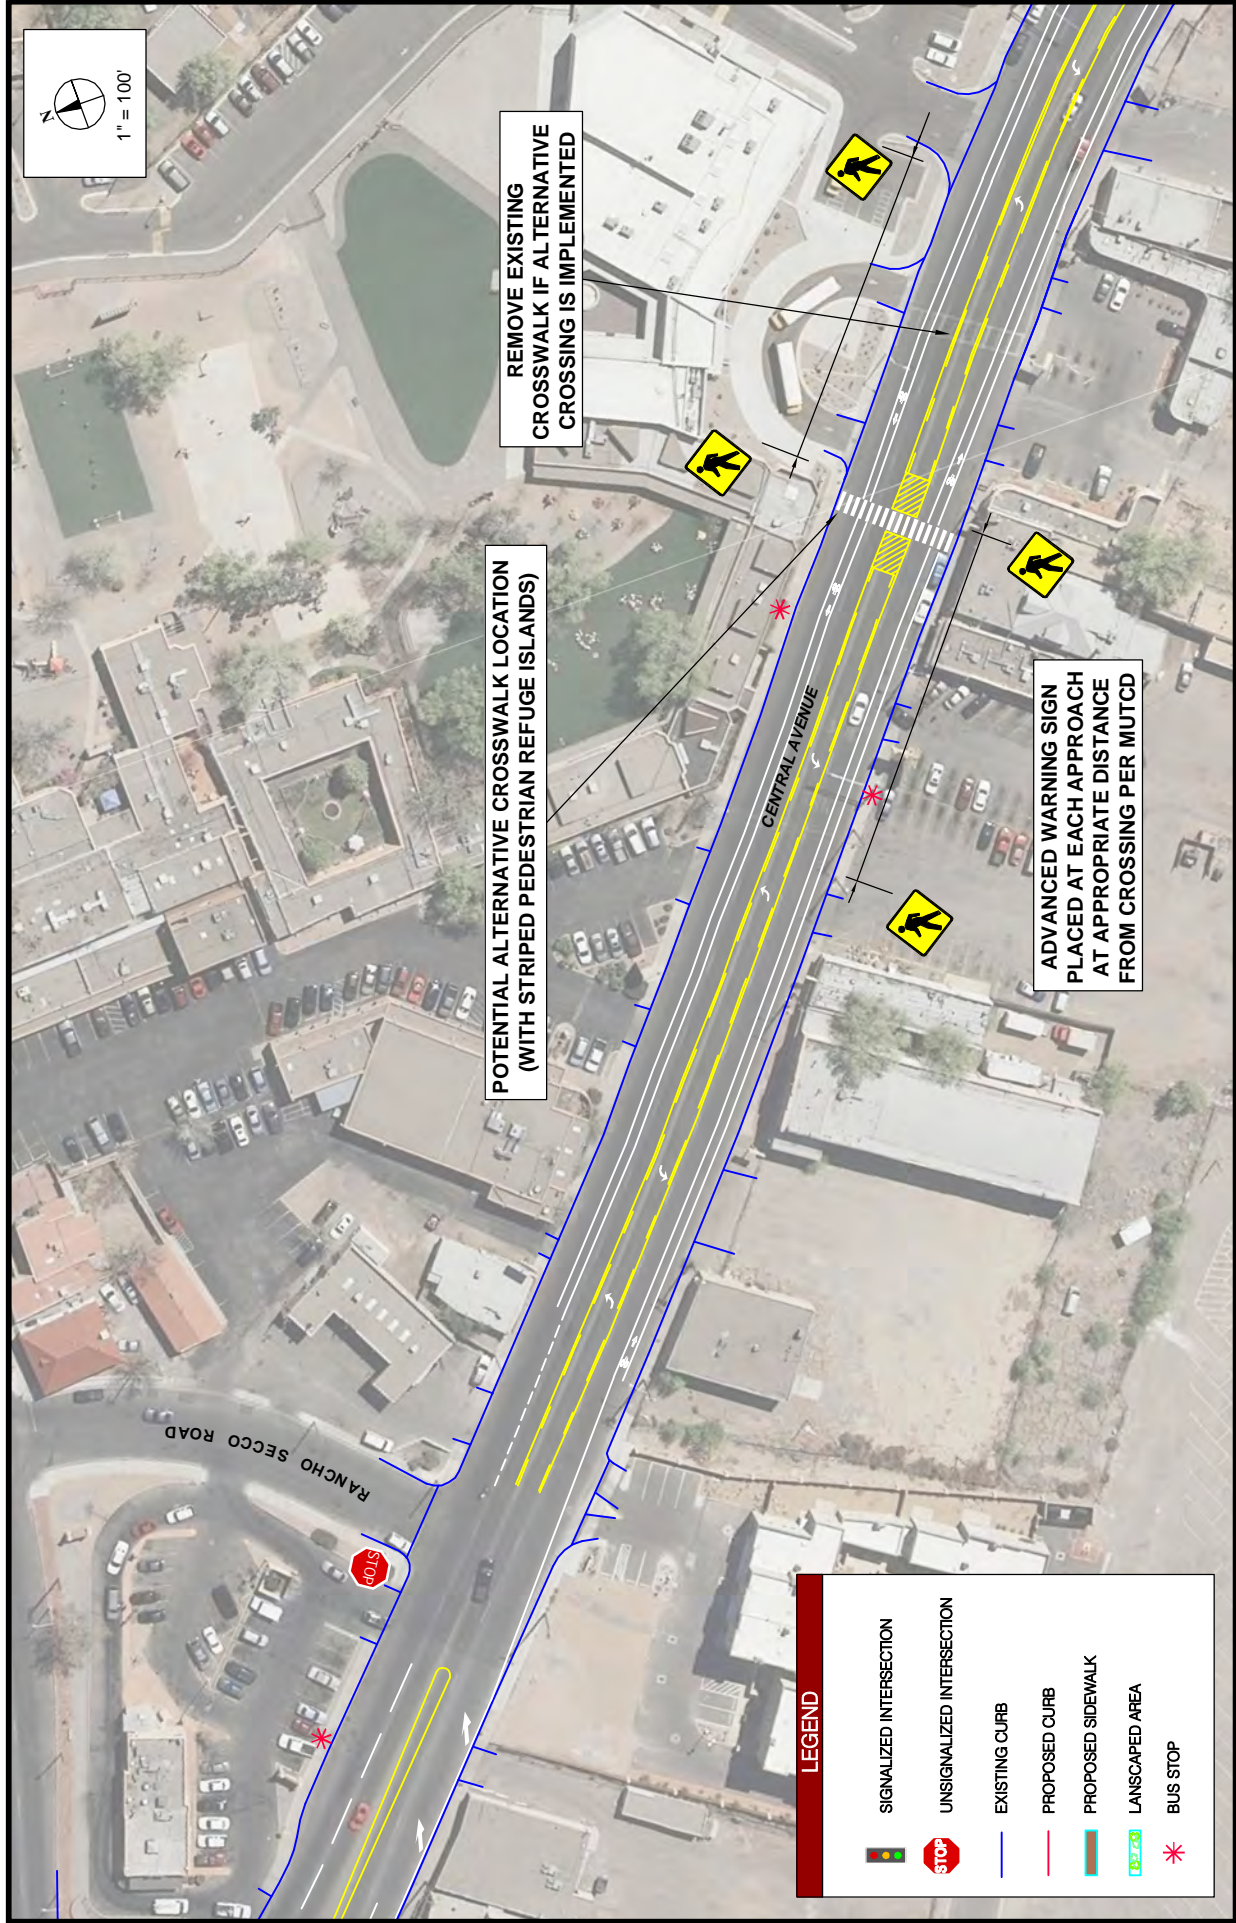 N
1" = 100'
REMOVE EXISTING
CROSSWALK IF ALTERNATIVE
CROSSING IS IMPLEMENTED
POTENTIAL ALTERNATIVE CROSSWALK LOCATION
(WITH STRIPED PEDESTRIAN REFUGE ISLANDS)
CENTRAL AVENUE
ADVANCED WARNING SIGN
PLACED AT EACH APPROACH
AT APPROPRIATE DISTANCE
FROM CROSSING PER MUTCD
RANCHO SECCO ROAD
STOP
LEGEND
SIGNALIZED INTERSECTION
STOP
UNSIGNALIZED INTERSECTION
EXISTING CURB
PROPOSED CURB
PROPOSED SIDEWALK
LANSCAPED AREA
BUS STOP